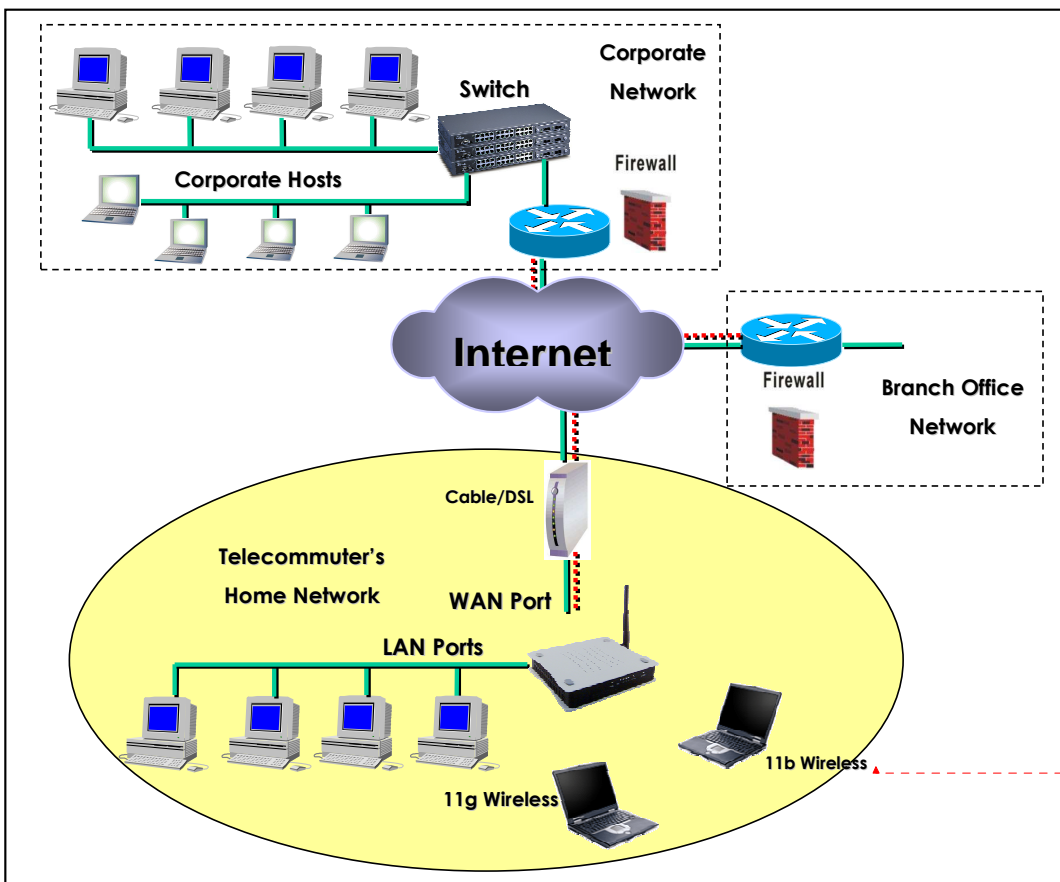 Corporate
Network
Switch
Firewall
Corporate Hosts
Internet
Firewall
Branch Office
Network
Cable/DSL
Telecommuter's
Home Network
WAN Port
LAN Ports
11b Wireless
11g Wireless